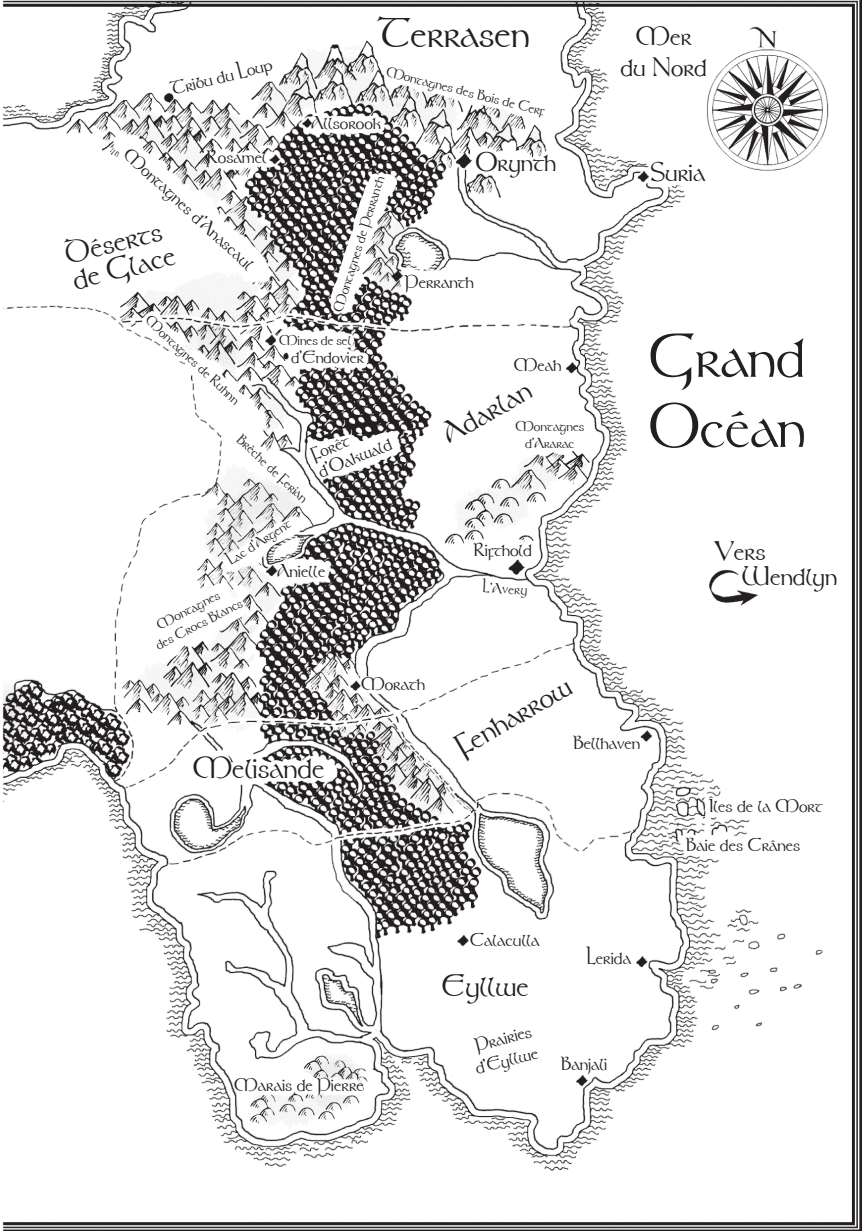 Terrasen
Mer
du Nord
N
Tribu du Loup
Montagnes des Bois de Cerf
Allsbrook
Rosamel
Orynth
Suria
Montagnes d'Anascaul
Montagnes de Perranth
Déserts
de Glace
Perranth
Mines de sel
d'Endovier
Montagnes de Ruhnn
Meah
Grand
Océan
Adarlan
Montagnes
d'Ararac
Forêt
d'Oakwald
Brèche de Ferian
Lac d'Argent
Rifthold
Vers
Wendlyn
Anielle
L'Avery
Montagnes
des Crocs Blancs
Morath
Fenharrow
Bellhaven
Melisande
Îles de la Mort
Baie des Crânes
Calaculla
Lerida
Eyllwe
Prairies
d'Eyllwe
Banjali
Marais de Pierre